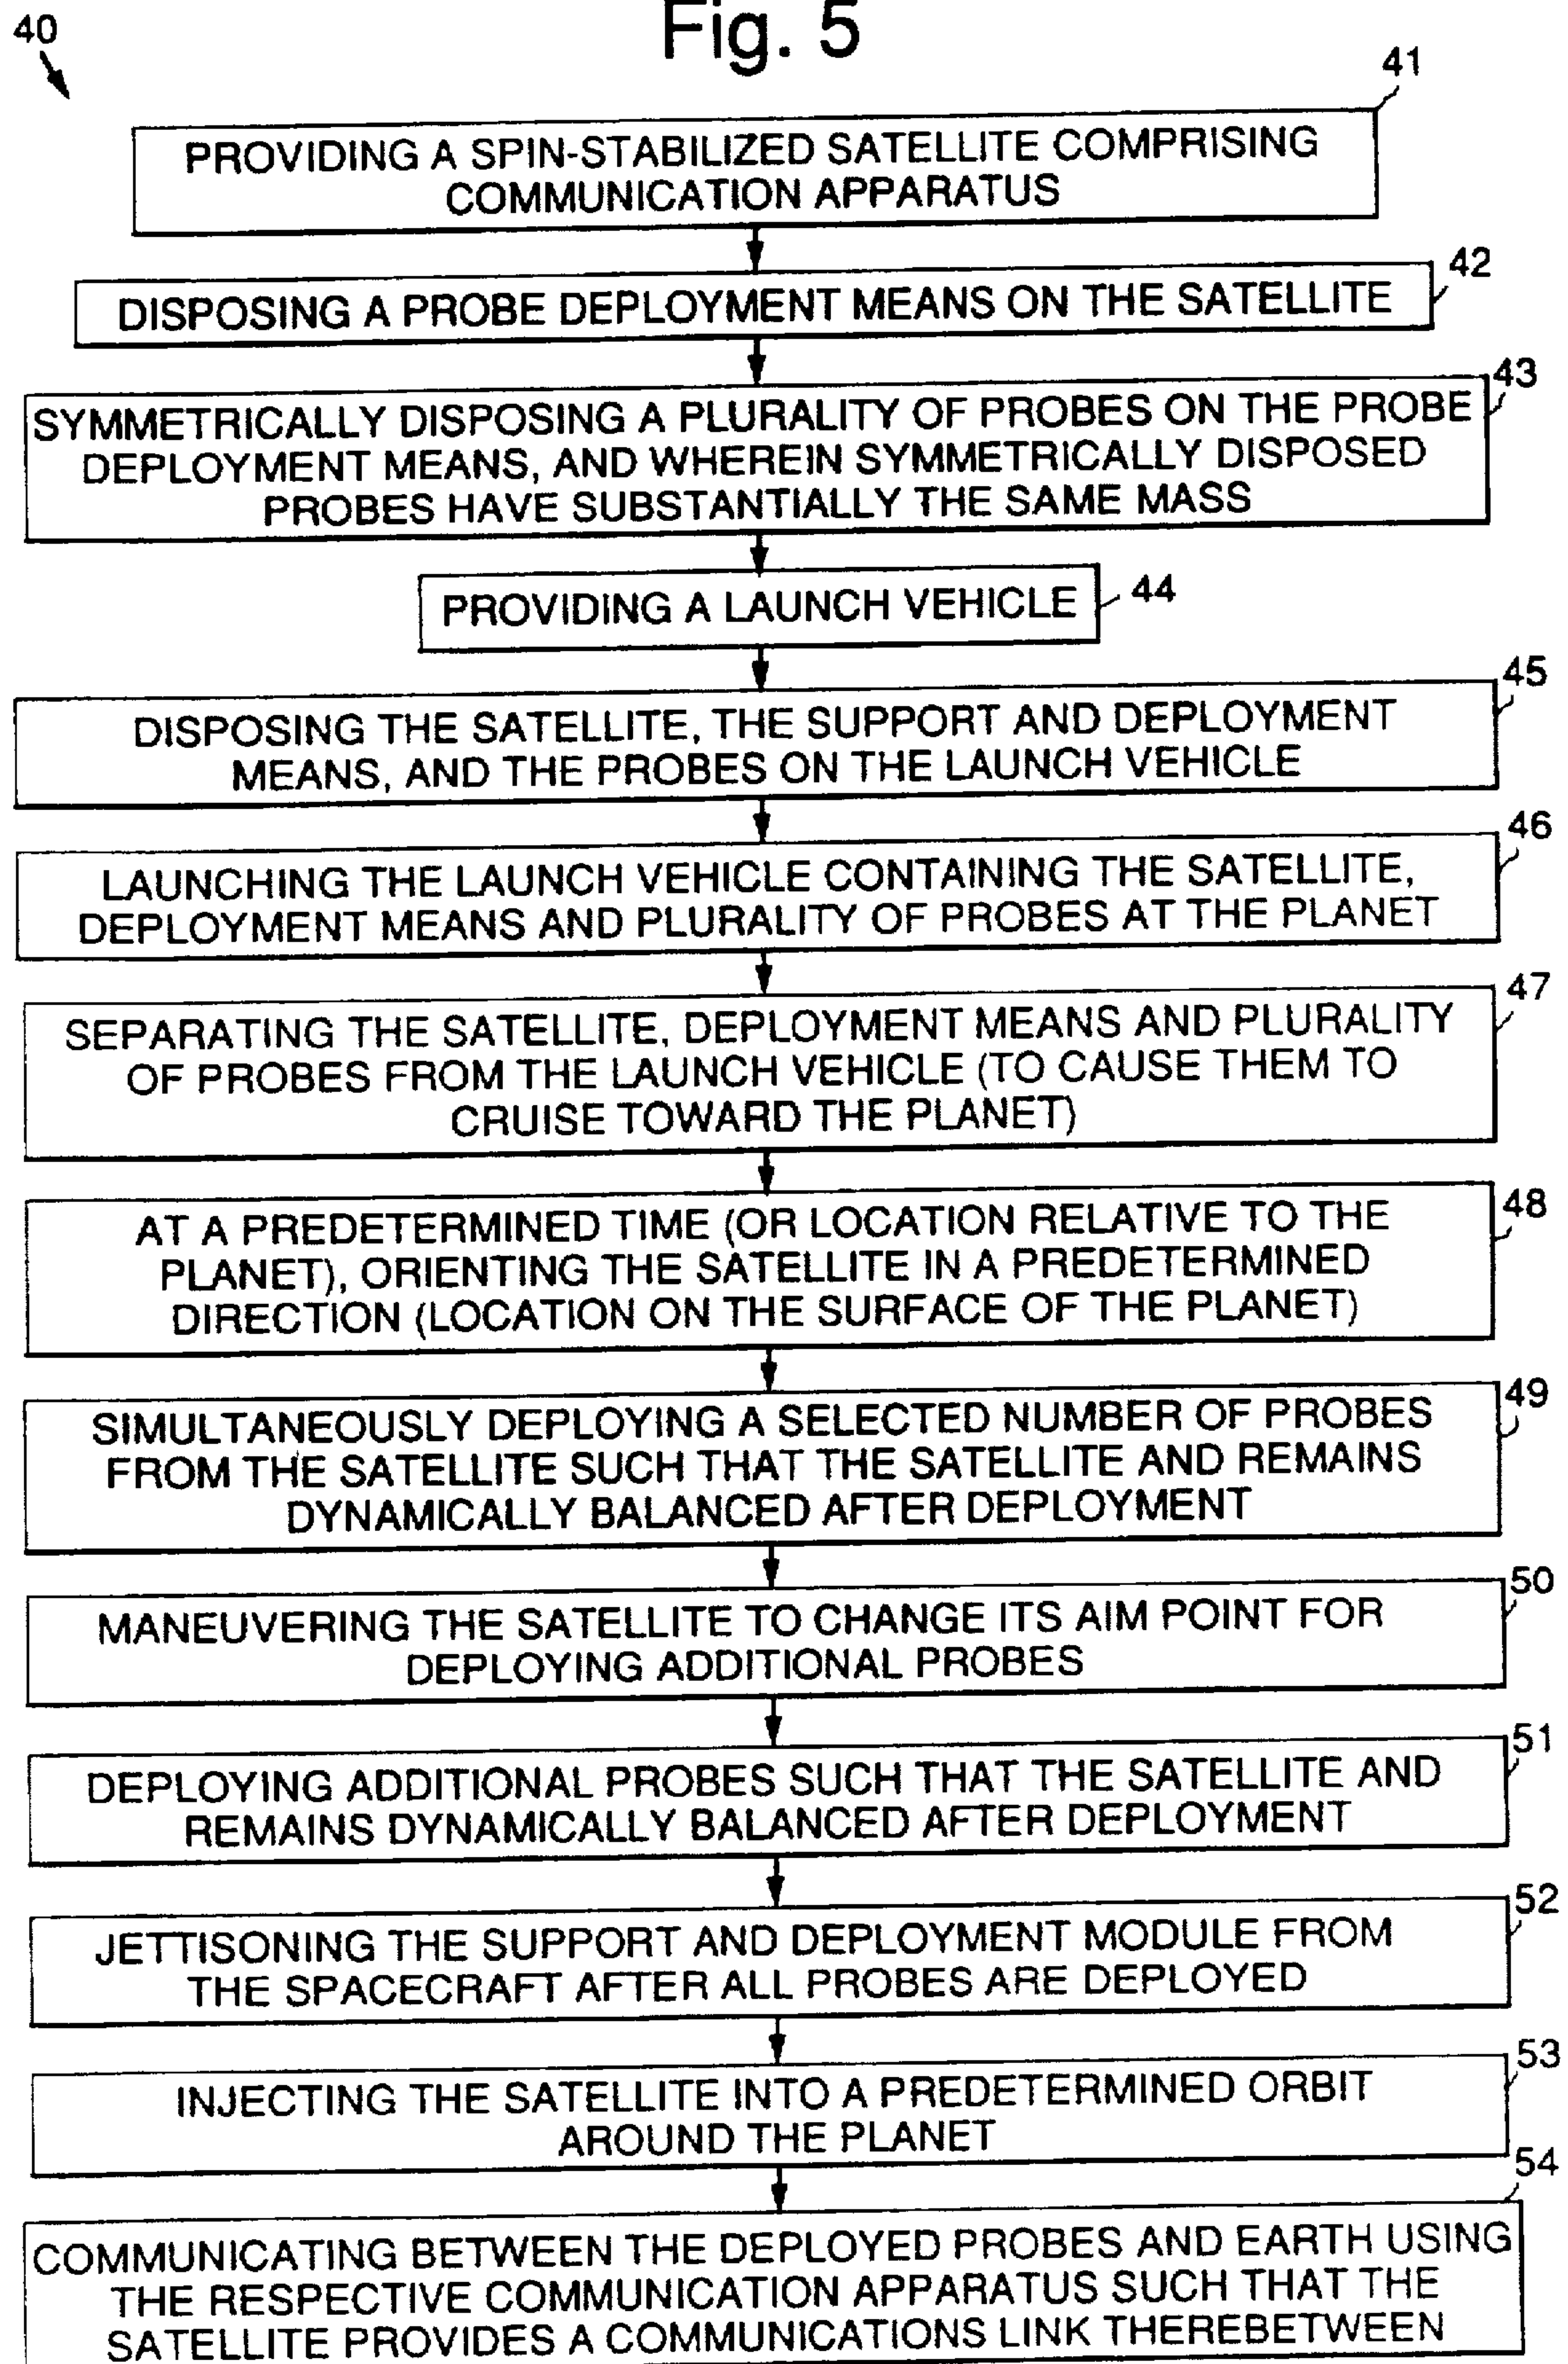 Fig. 5
40
41
PROVIDING A SPIN-STABILIZED SATELLITE COMPRISING
COMMUNICATION APPARATUS
42
DISPOSING A PROBE DEPLOYMENT MEANS ON THE SATELLITE
43
SYMMETRICALLY DISPOSING A PLURALITY OF PROBES ON THE PROBE
DEPLOYMENT MEANS, AND WHEREIN SYMMETRICALLY DISPOSED
PROBES HAVE SUBSTANTIALLY THE SAME MASS
PROVIDING A LAUNCH VEHICLE
44
45
DISPOSING THE SATELLITE, THE SUPPORT AND DEPLOYMENT
MEANS, AND THE PROBES ON THE LAUNCH VEHICLE
46
LAUNCHING THE LAUNCH VEHICLE CONTAINING THE SATELLITE,
DEPLOYMENT MEANS AND PLURALITY OF PROBES AT THE PLANET
47
SEPARATING THE SATELLITE, DEPLOYMENT MEANS AND PLURALITY
OF PROBES FROM THE LAUNCH VEHICLE (TO CAUSE THEM TO
CRUISE TOWARD THE PLANET)
48
AT A PREDETERMINED TIME (OR LOCATION RELATIVE TO THE
PLANET), ORIENTING THE SATELLITE IN A PREDETERMINED
DIRECTION (LOCATION ON THE SURFACE OF THE PLANET)
49
SIMULTANEOUSLY DEPLOYING A SELECTED NUMBER OF PROBES
FROM THE SATELLITE SUCH THAT THE SATELLITE AND REMAINS
DYNAMICALLY BALANCED AFTER DEPLOYMENT
50
MANEUVERING THE SATELLITE TO CHANGE ITS AIM POINT FOR
DEPLOYING ADDITIONAL PROBES
51
DEPLOYING ADDITIONAL PROBES SUCH THAT THE SATELLITE AND
REMAINS DYNAMICALLY BALANCED AFTER DEPLOYMENT
52
JETTISONING THE SUPPORT AND DEPLOYMENT MODULE FROM
THE SPACECRAFT AFTER ALL PROBES ARE DEPLOYED
53
INJECTING THE SATELLITE INTO A PREDETERMINED ORBIT
AROUND THE PLANET
54
COMMUNICATING BETWEEN THE DEPLOYED PROBES AND EARTH USING
THE RESPECTIVE COMMUNICATION APPARATUS SUCH THAT THE
SATELLITE PROVIDES A COMMUNICATIONS LINK THEREBETWEEN